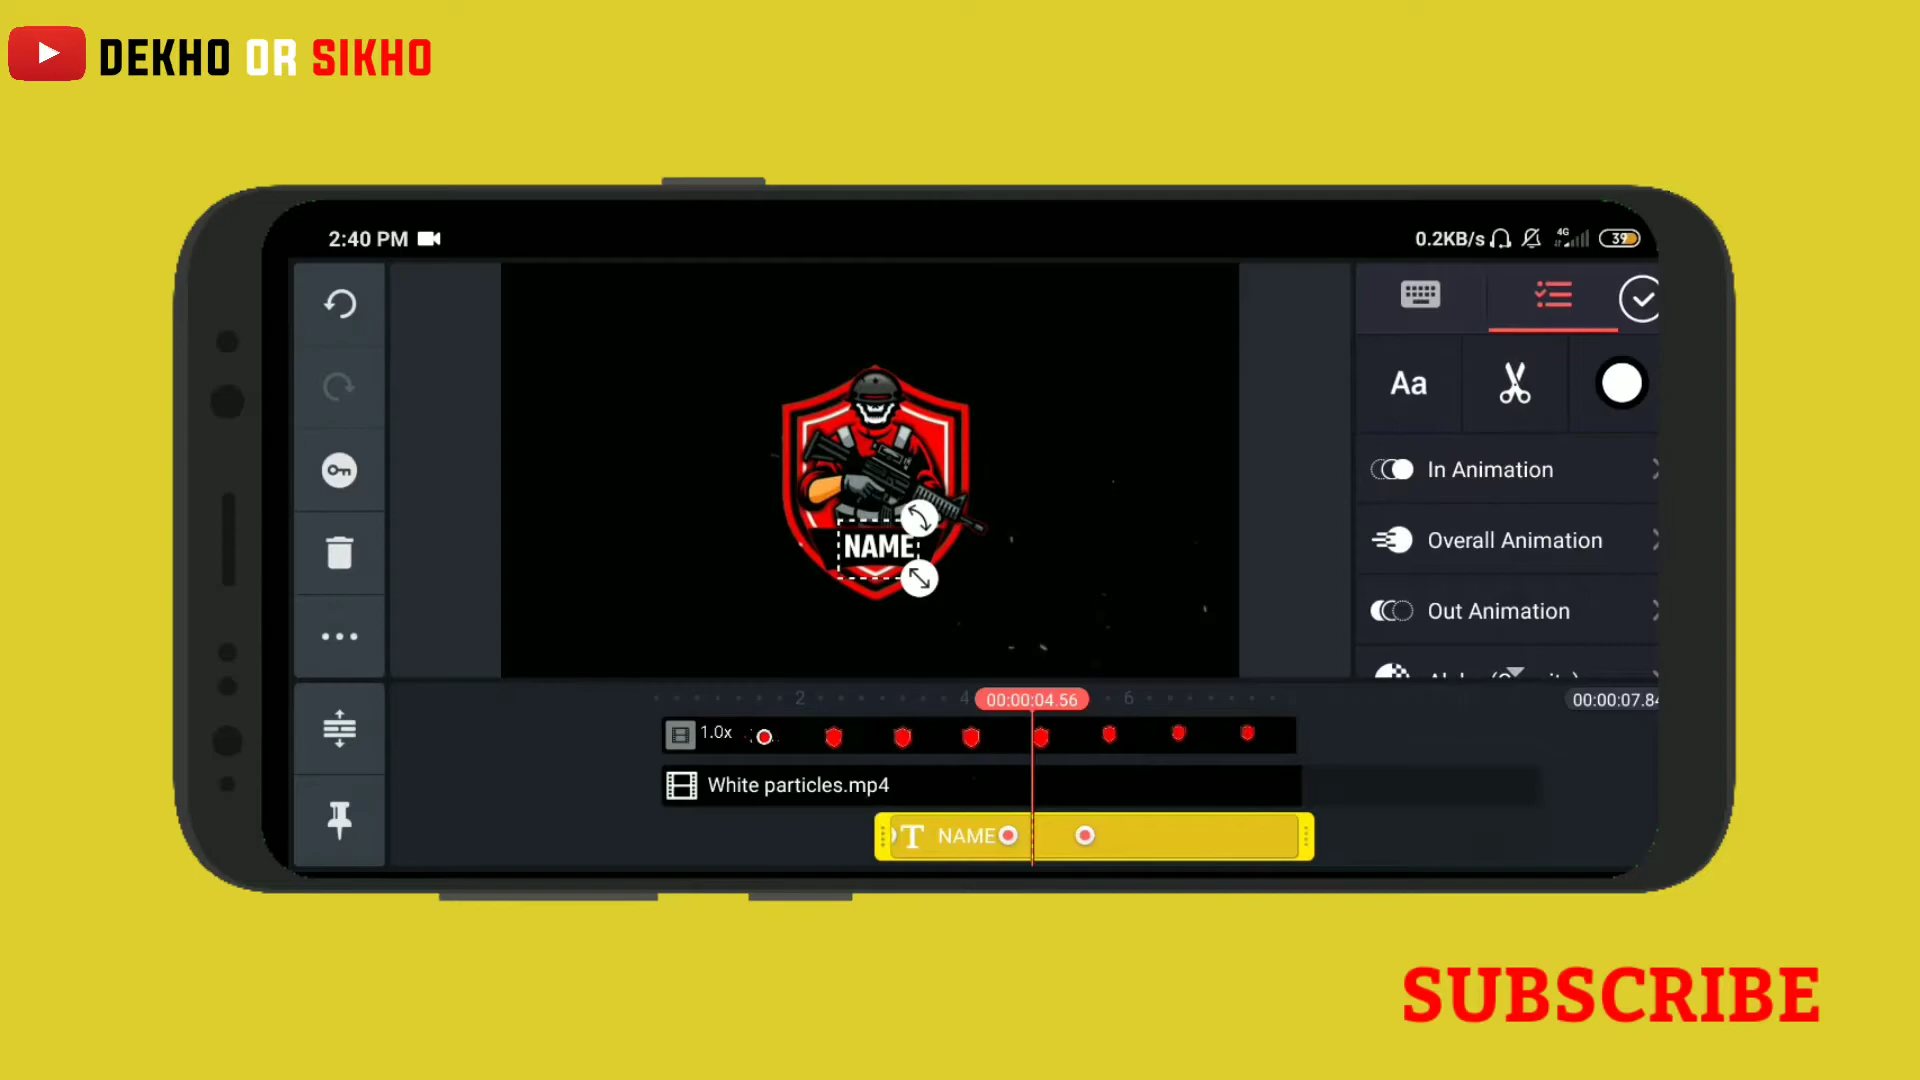 DEKHO OR SIKHO
2:40 PM
0.2KB/s 4G 39
Aa
In Animation
Overall Animation
Out Animation
2 4 00:00:04.56 6 00:00:07.84
1.0x
White particles.mp4
T NAME
NAME
SUBSCRIBE